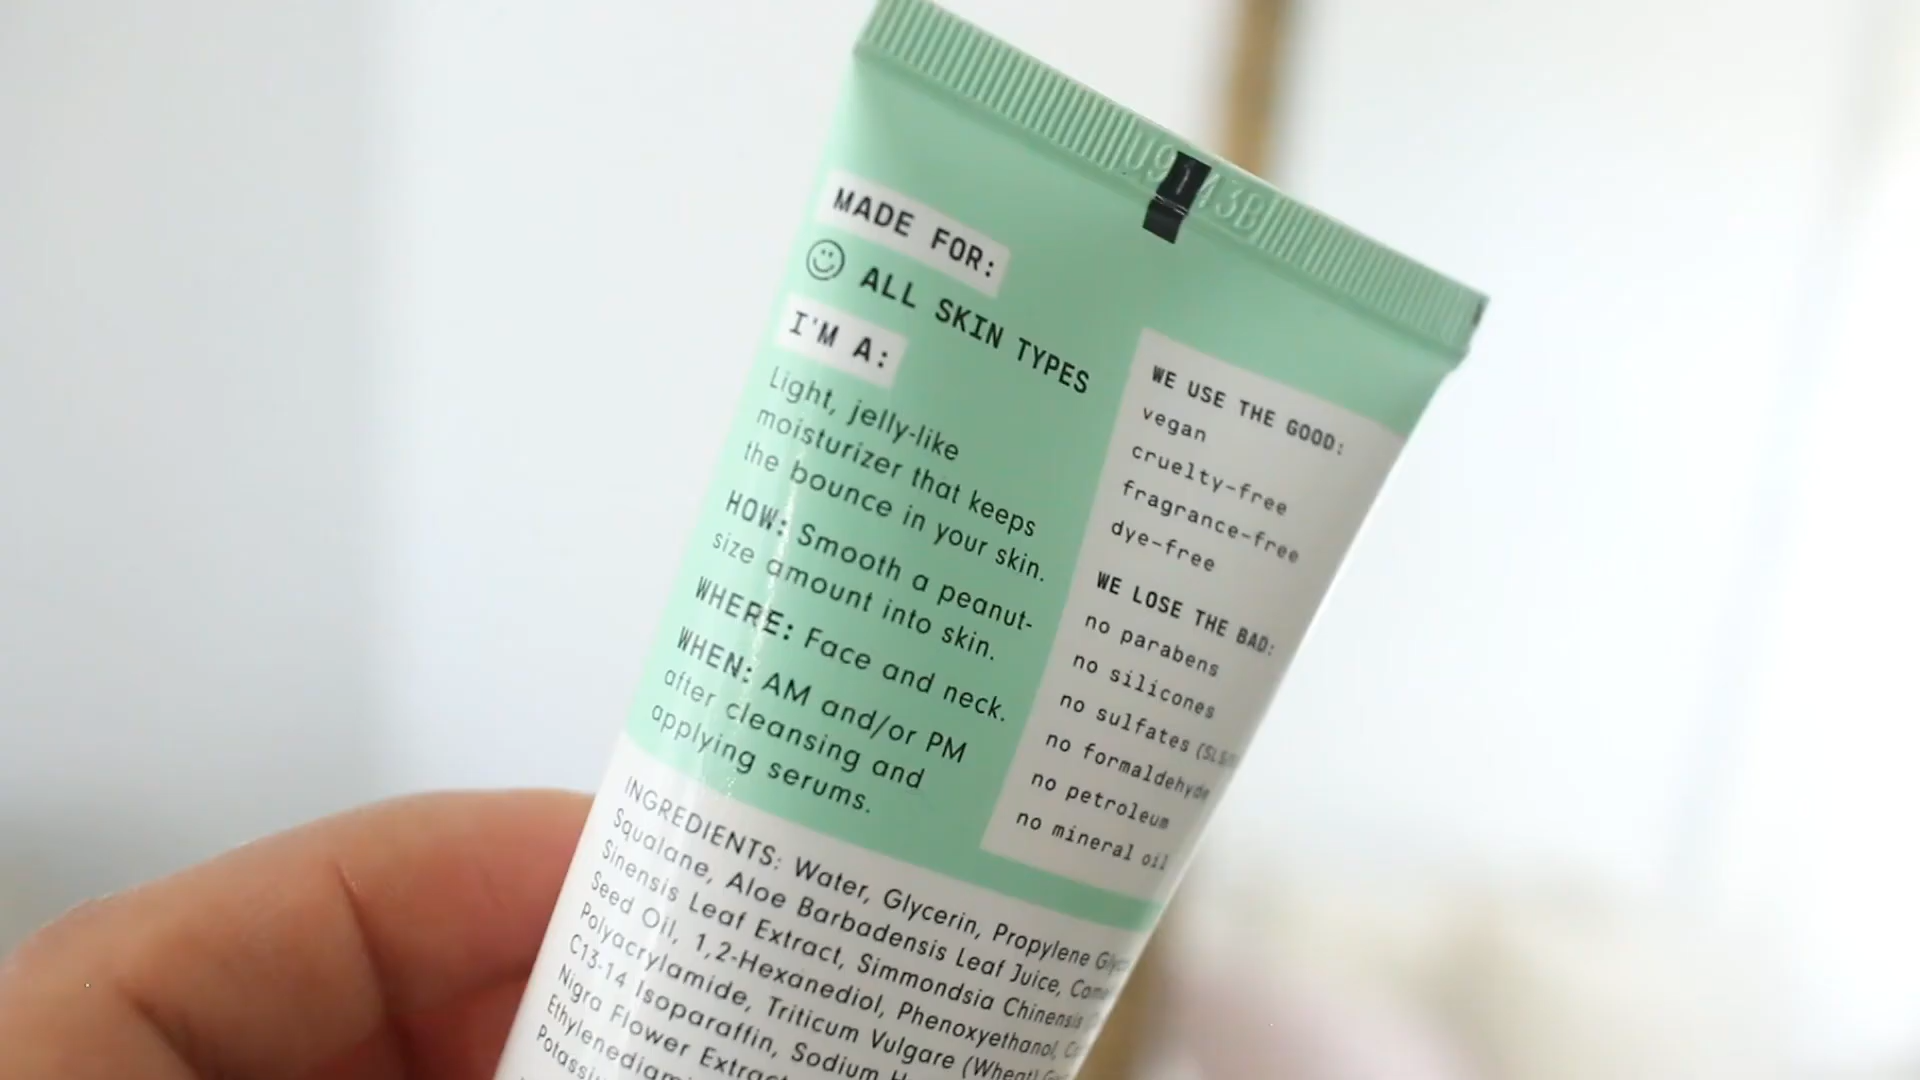 U9143B
MADE FOR:
ALL SKIN TYPES
I'M A:
Light, jelly-like
moisturizer that keeps
the bounce in your skin.
HOW: Smooth a peanut-
size amount into skin.
WHERE: Face and neck.
WHEN: AM and/or PM
after cleansing and
applying serums.
WE USE THE GOOD:
vegan
cruelty-free
fragrance-free
dye-free
WE LOSE THE BAD:
no parabens
no silicones
no sulfates
no formaldehyde
no petroleum
no mineral oil
INGREDIENTS: Water, Glycerin, Propylene
Squalane, Aloe Barbadensis Leaf Juice,
Sinensis Leaf Extract, Simmondsia Chinensis
Seed Oil, 1,2-Hexanediol, Phenoxyethanol,
Polyacrylamide, Triticum Vulgare (Wheat)
C13-14 Isoparaffin, Sodium
Nigra Flower Extract